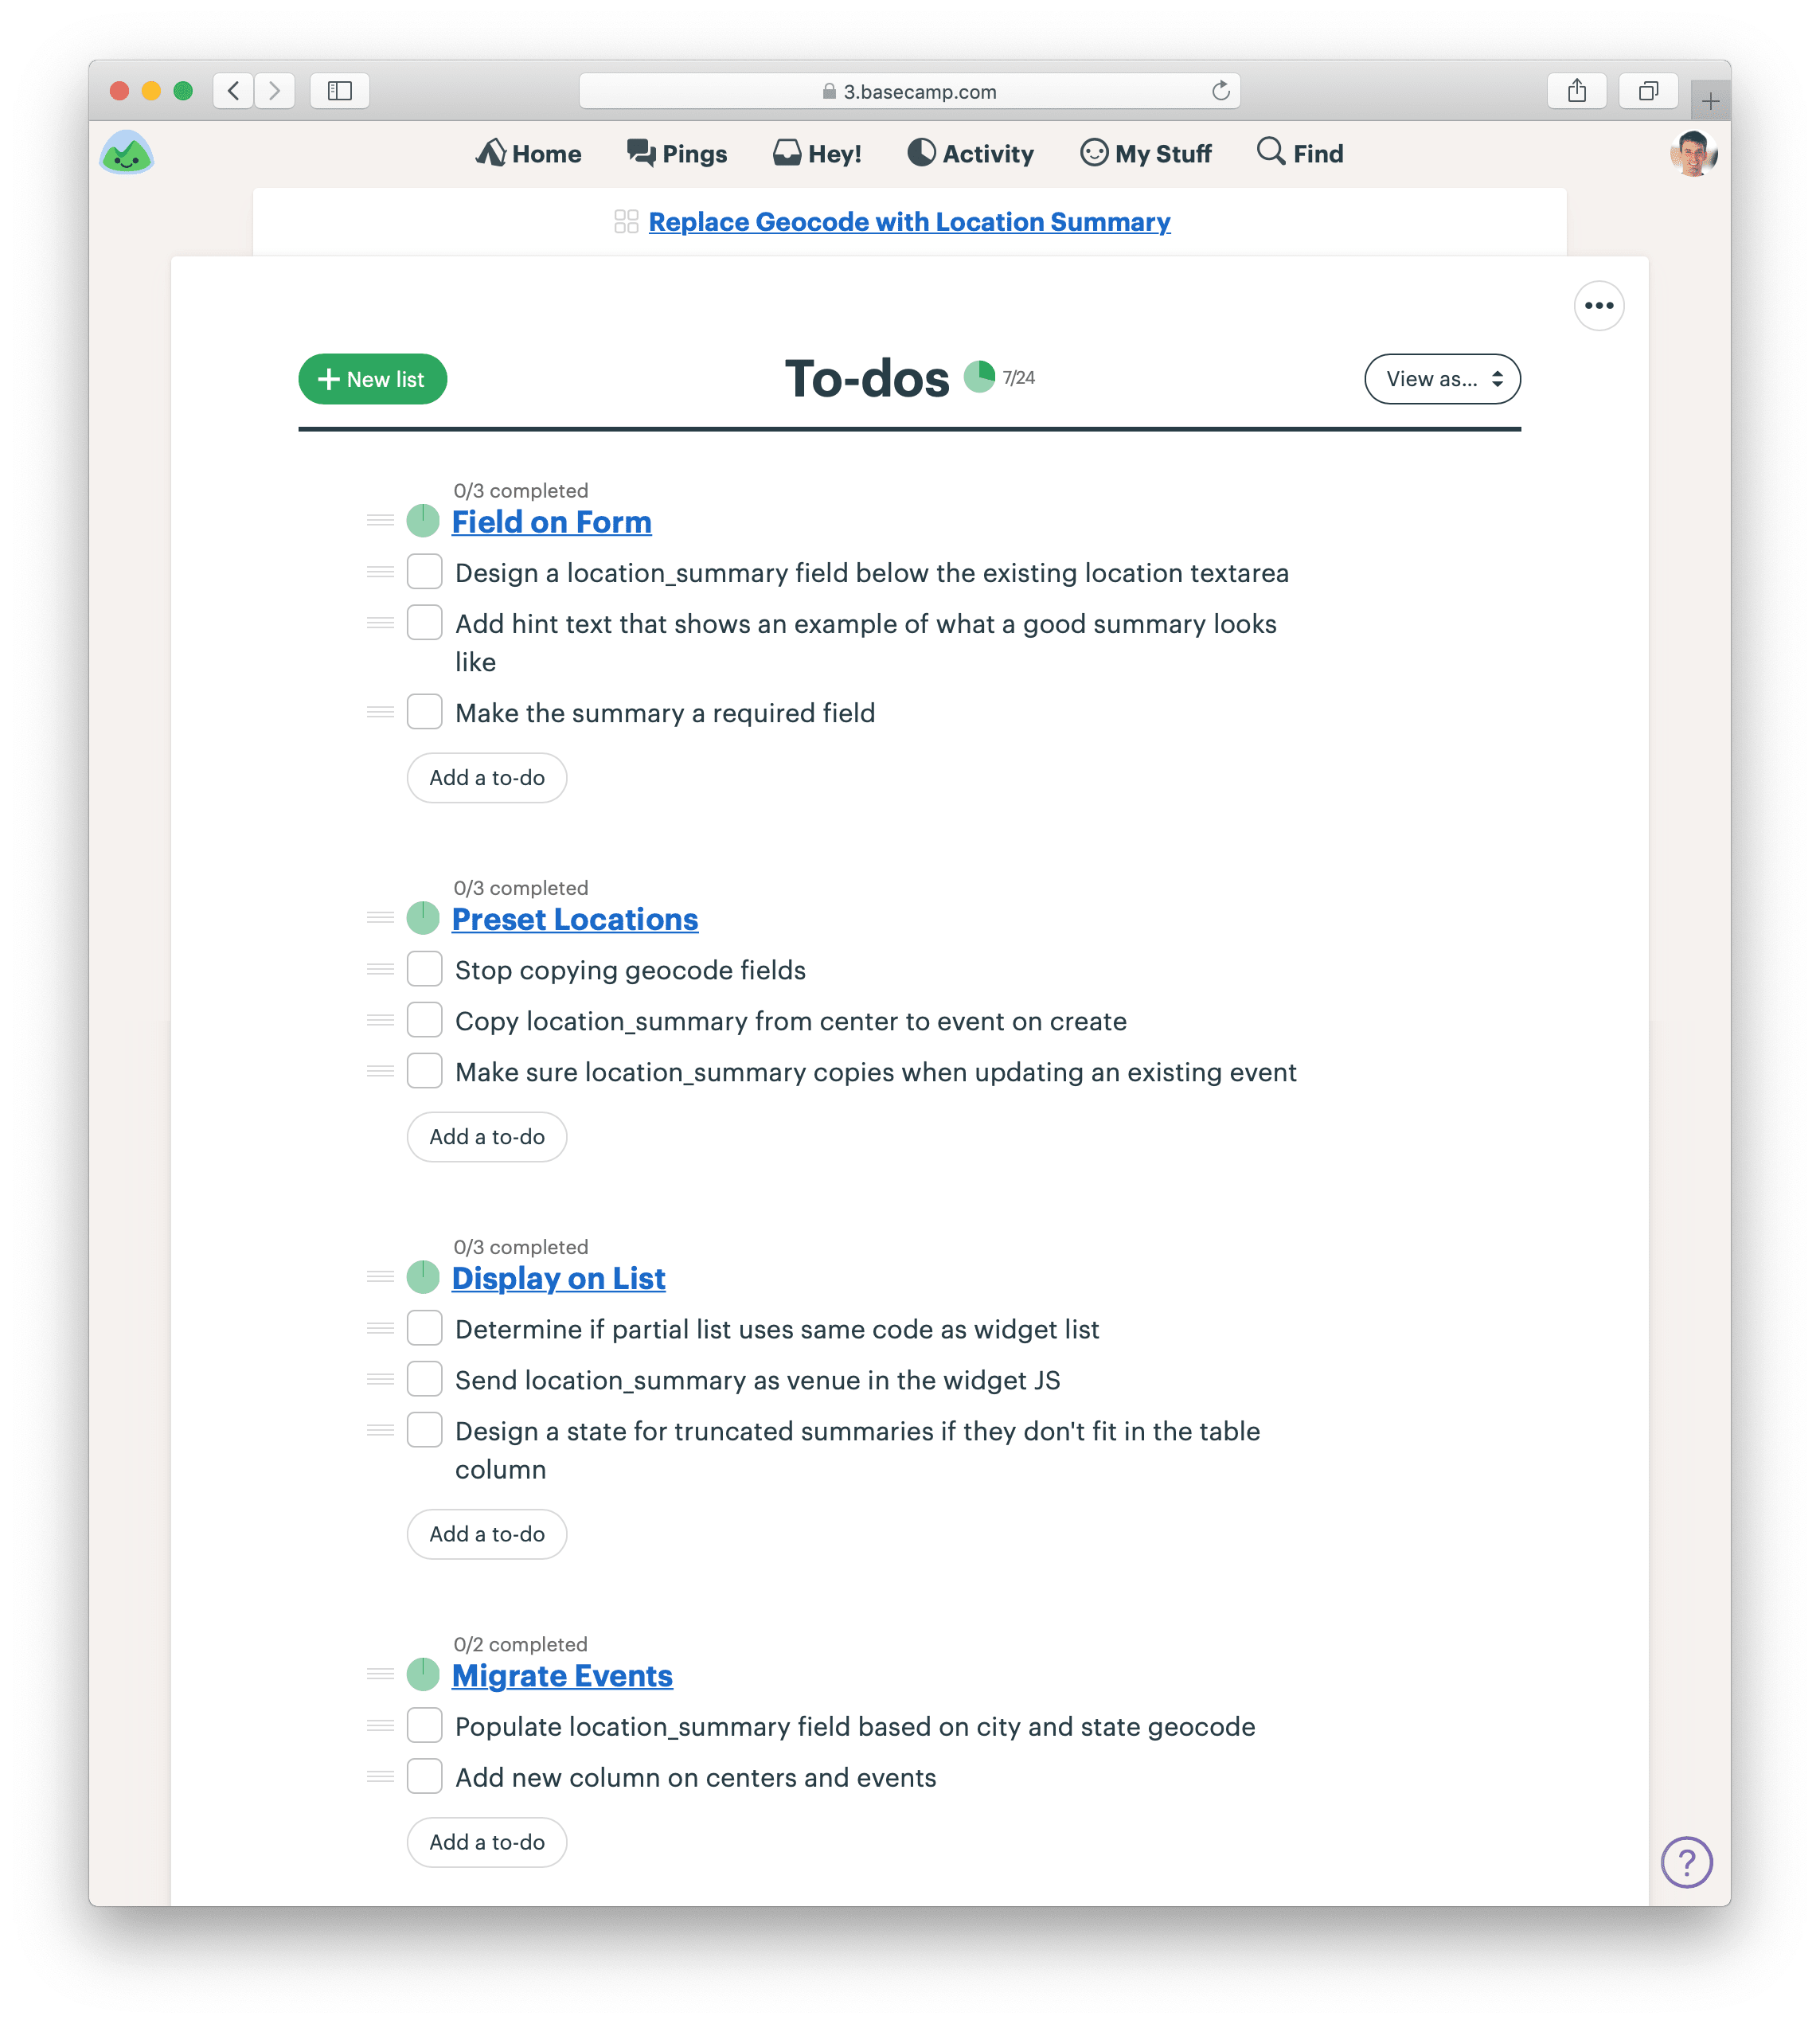 3.basecamp.com
Home Pings Hey! Activity My Stuff Find
Replace Geocode with Location Summary
New list
To-dos 7/24
View as...
0/3 completed
Field on Form
Design a location_summary field below the existing location textarea
Add hint text that shows an example of what a good summary looks
like
Make the summary a required field
Add a to-do
0/3 completed
Preset Locations
Stop copying geocode fields
Copy location_summary from center to event on create
Make sure location_summary copies when updating an existing event
Add a to-do
0/3 completed
Display on List
Determine if partial list uses same code as widget list
Send location_summary as venue in the widget JS
Design a state for truncated summaries if they don't fit in the table
column
Add a to-do
0/2 completed
Migrate Events
Populate location_summary field based on city and state geocode
Add new column on centers and events
Add a to-do
?